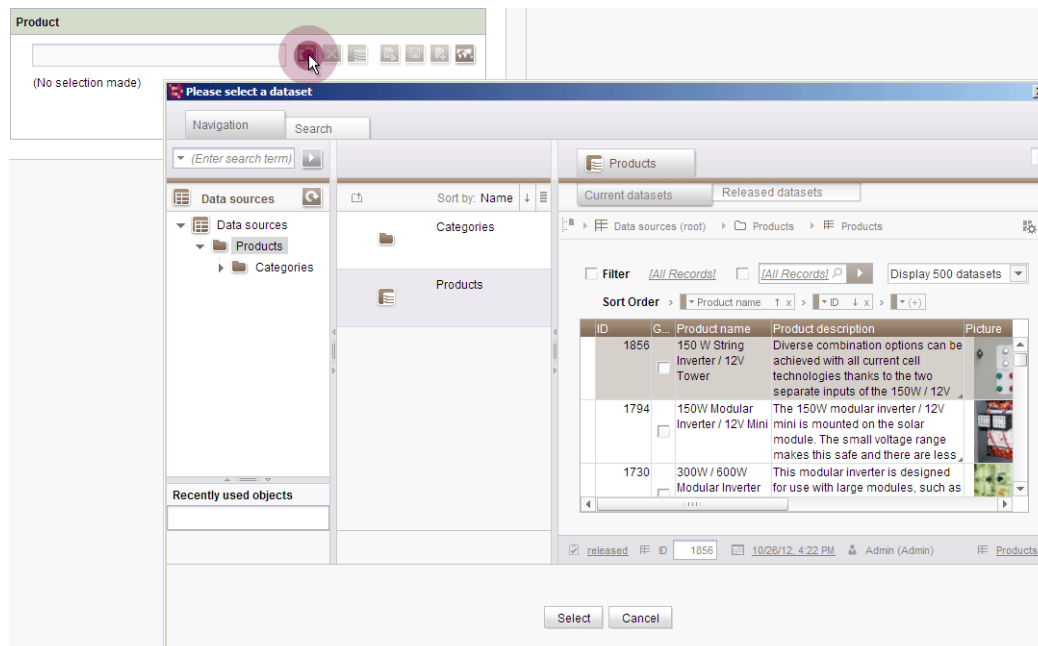 Product
(No selection made)
Please select a dataset
Navigation
Search
(Enter search term)
Products
Data sources
Sort by: Name
Current datasets
Released datasets
Data sources
Products
Categories
Categories
Products
Data sources (root)
Products
Products
Filter
[All Records]
[All Records]
Display 500 datasets
Sort Order
>
Product name
x
>
ID
x
>
(+)
ID
G...
Product name
Product description
Picture
1856
150 W String
Inverter / 12V
Tower
Diverse combination options can be
achieved with all current cell
technologies thanks to the two
separate inputs of the 150W / 12V
1794
150W Modular
Inverter / 12V Mini
The 150W modular inverter / 12V
mini is mounted on the solar
module. The small voltage range
makes this safe and there are less
1730
300W / 600W
Modular Inverter
This modular inverter is designed
for use with large modules, such as
Recently used objects
released
ID
1856
10/26/12, 4:22 PM
Admin (Admin)
Products
Select
Cancel